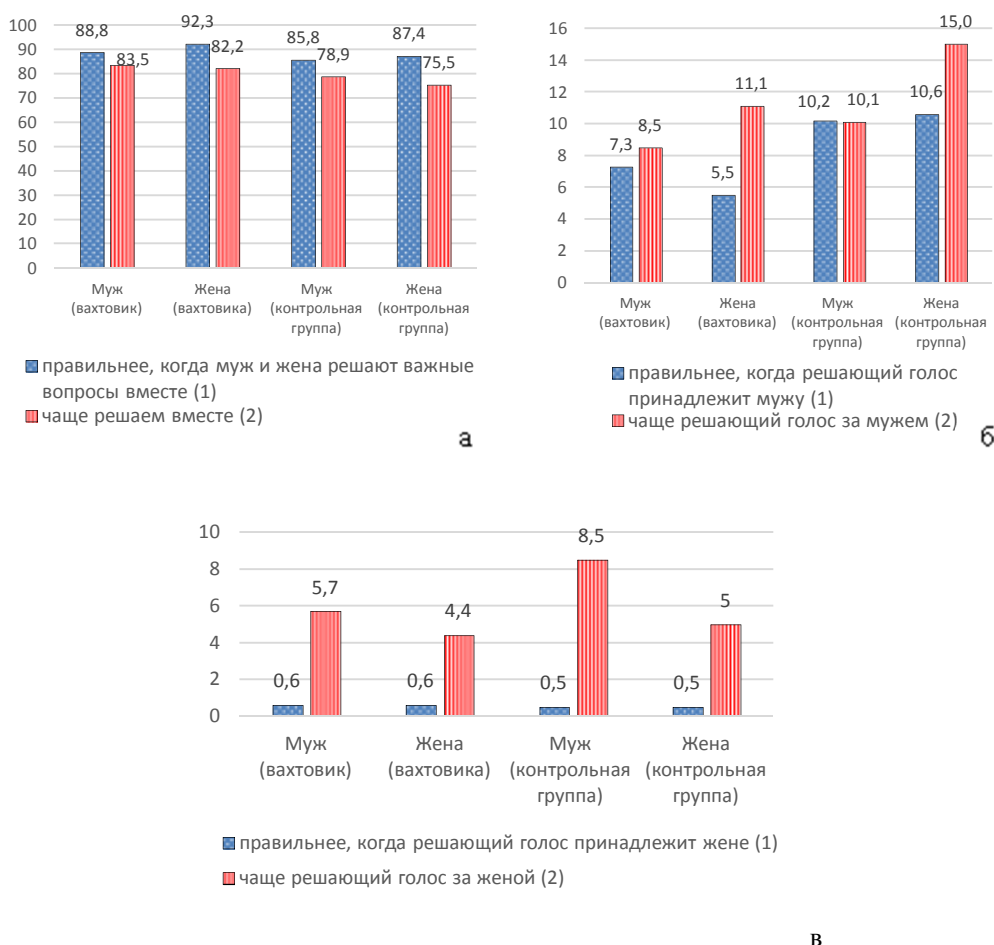 100
90
80
70
60
50
40
30
20
10
0
88,8
83,5
92,3
82,2
85,8
78,9
87,4
75,5
Муж
(вахтовик)
Жена
(вахтовика)
Муж
(контрольная
группа)
Жена
(контрольная
группа)
правильнее, когда муж и жена решают важные
вопросы вместе (1)
чаще решаем вместе (2)
а
16
14
12
10
8
6
4
2
0
7,3
8,5
5,5
11,1
10,2
10,1
10,6
15,0
Муж
(вахтовик)
Жена
(вахтовика)
Муж
(контрольная
группа)
Жена
(контрольная
группа)
правильнее, когда решающий голос
принадлежит мужу (1)
чаще решающий голос за мужем (2)
б
10
8
6
4
2
0
0,6
5,7
0,6
4,4
0,5
8,5
0,5
5
Муж
(вахтовик)
Жена
(вахтовика)
Муж
(контрольная
группа)
Жена
(контрольная
группа)
правильнее, когда решающий голос принадлежит жене (1)
чаще решающий голос за женой (2)
в